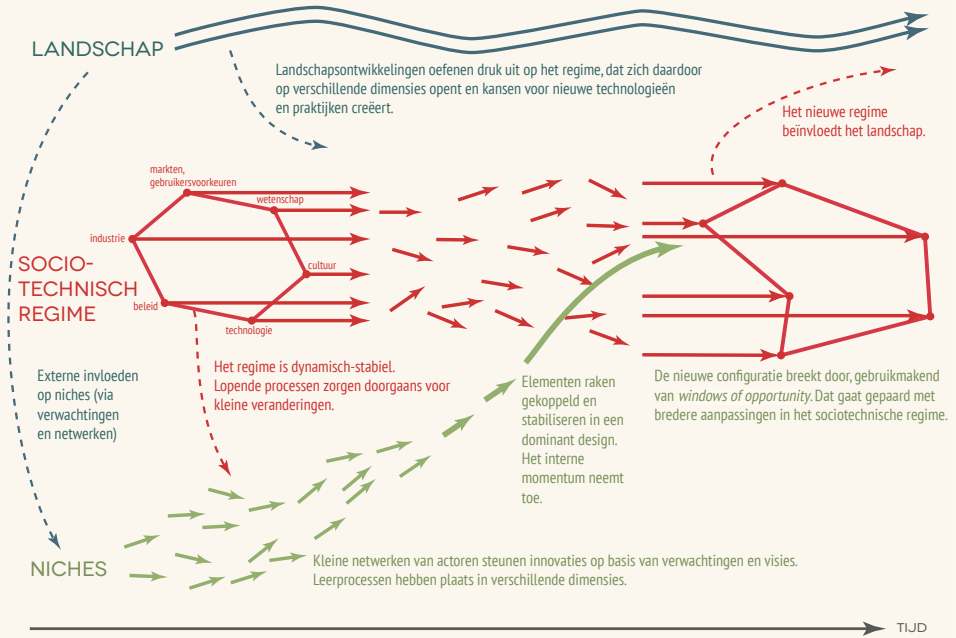 LANDSCHAP
Landschapsontwikkelingen oefenen druk uit op het regime, dat zich daardoor
op verschillende dimensies opent en kansen voor nieuwe technologieën
en praktijken creëert.
Het nieuwe regime
beïnvloedt het landschap.
markten,
gebruikersvoorkeuren
wetenschap
industrie
SOCIO-
TECHNISCH
REGIME
cultuur
beleid
technologie
Externe invloeden
op niches (via
verwachtingen
en netwerken)
Het regime is dynamisch-stabiel.
Lopende processen zorgen doorgaans voor
kleine veranderingen.
Elementen raken
gekoppeld en
stabiliseren in een
dominant design.
Het interne
momentum neemt
toe.
De nieuwe configuratie breekt door, gebruikmakend
van windows of opportunity. Dat gaat gepaard met
bredere aanpassingen in het sociotechnische regime.
NICHES
Kleine netwerken van actoren steunen innovaties op basis van verwachtingen en visies.
Leerprocessen hebben plaats in verschillende dimensies.
TIJD